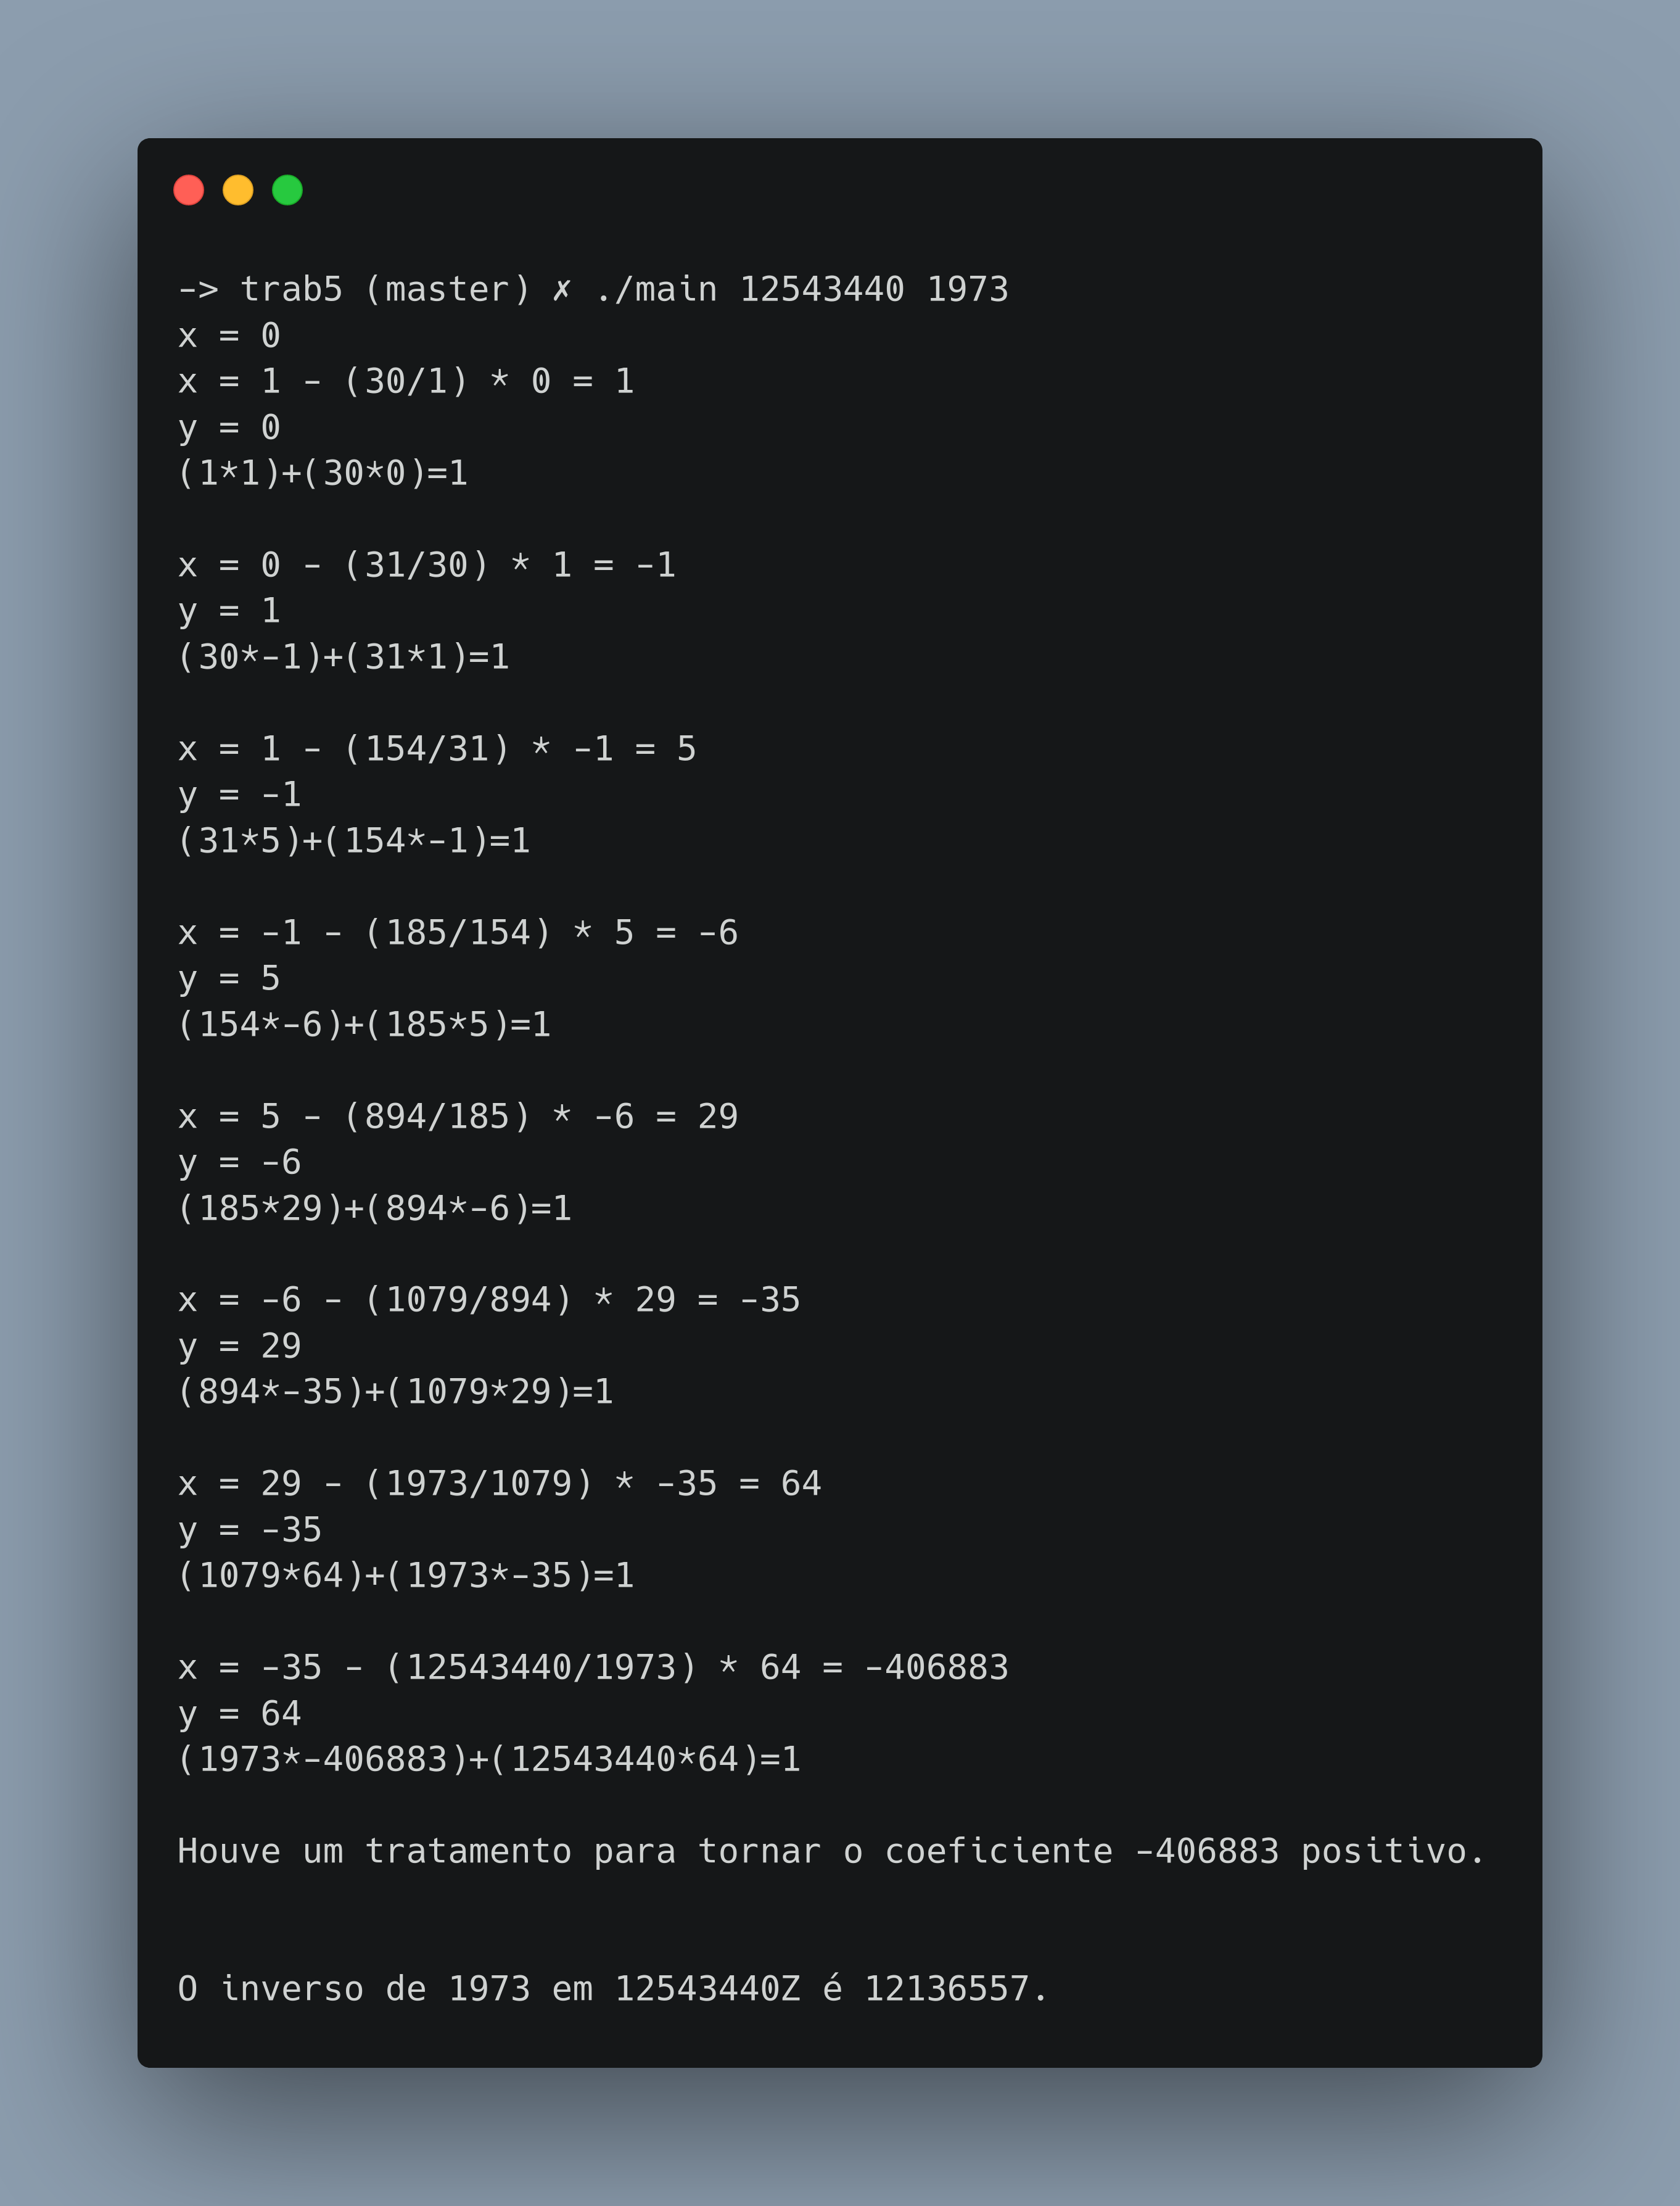 -> trab5 (master) ✗ ./main 12543440 1973
x = 0
x = 1 - (30/1) * 0 = 1
y = 0
(1*1)+(30*0)=1
x = 0 - (31/30) * 1 = -1
y = 1
(30*-1)+(31*1)=1
x = 1 - (154/31) * -1 = 5
y = -1
(31*5)+(154*-1)=1
x = -1 - (185/154) * 5 = -6
y = 5
(154*-6)+(185*5)=1
x = 5 - (894/185) * -6 = 29
y = -6
(185*29)+(894*-6)=1
x = -6 - (1079/894) * 29 = -35
y = 29
(894*-35)+(1079*29)=1
x = 29 - (1973/1079) * -35 = 64
y = -35
(1079*64)+(1973*-35)=1
x = -35 - (12543440/1973) * 64 = -406883
y = 64
(1973*-406883)+(12543440*64)=1
Houve um tratamento para tornar o coeficiente -406883 positivo.
O inverso de 1973 em 12543440Z é 12136557.